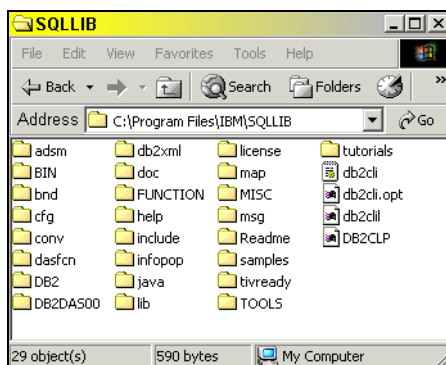 SQLLIB
File Edit View Favorites Tools Help
Back Search Folders »
Address C:\Program Files\IBM\SQLLIB Go
adsm db2xml license tutorials
BIN doc map db2cli
bnd FUNCTION MISC db2cli.opt
cfg help msg db2clil
conv include Readme DB2CLP
dasfcn infopop samples
DB2 java tivready
DB2DAS00 lib TOOLS
29 object(s) 590 bytes My Computer